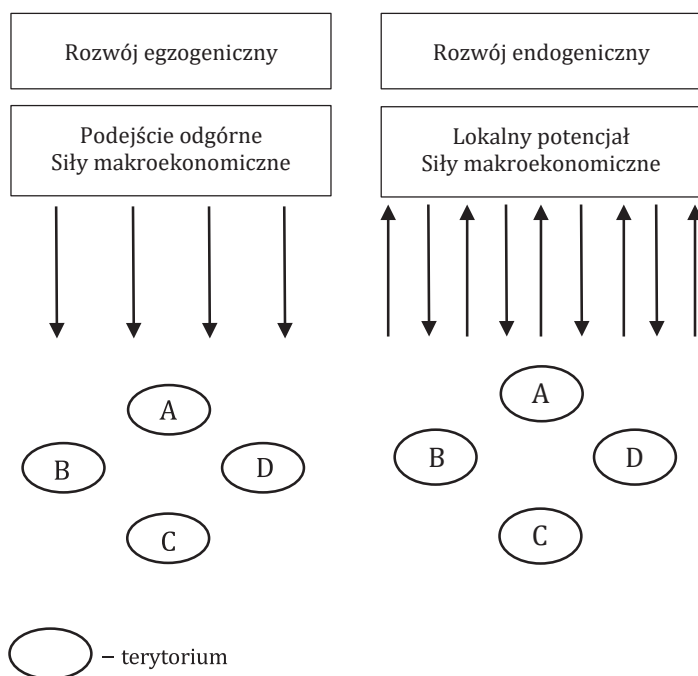 Rozwój egzogeniczny
Podejście odgórne
Siły makroekonomiczne
A
B
D
C
Rozwój endogeniczny
Lokalny potencjał
Siły makroekonomiczne
A
B
D
C
– terytorium